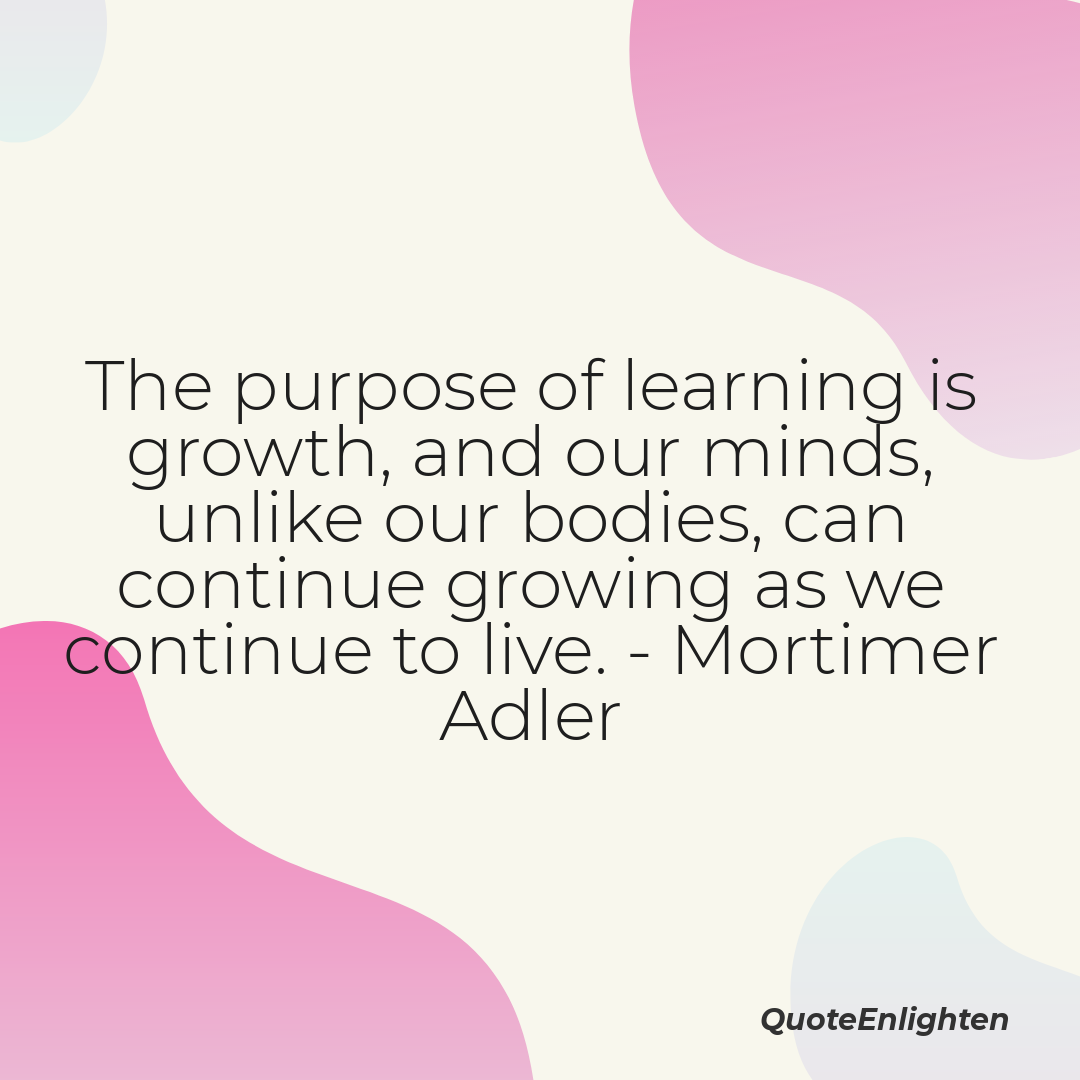 The purpose of learning is
growth, and our minds,
unlike our bodies, can
continue growing as we
continue to live. - Mortimer
Adler
QuoteEnlighten